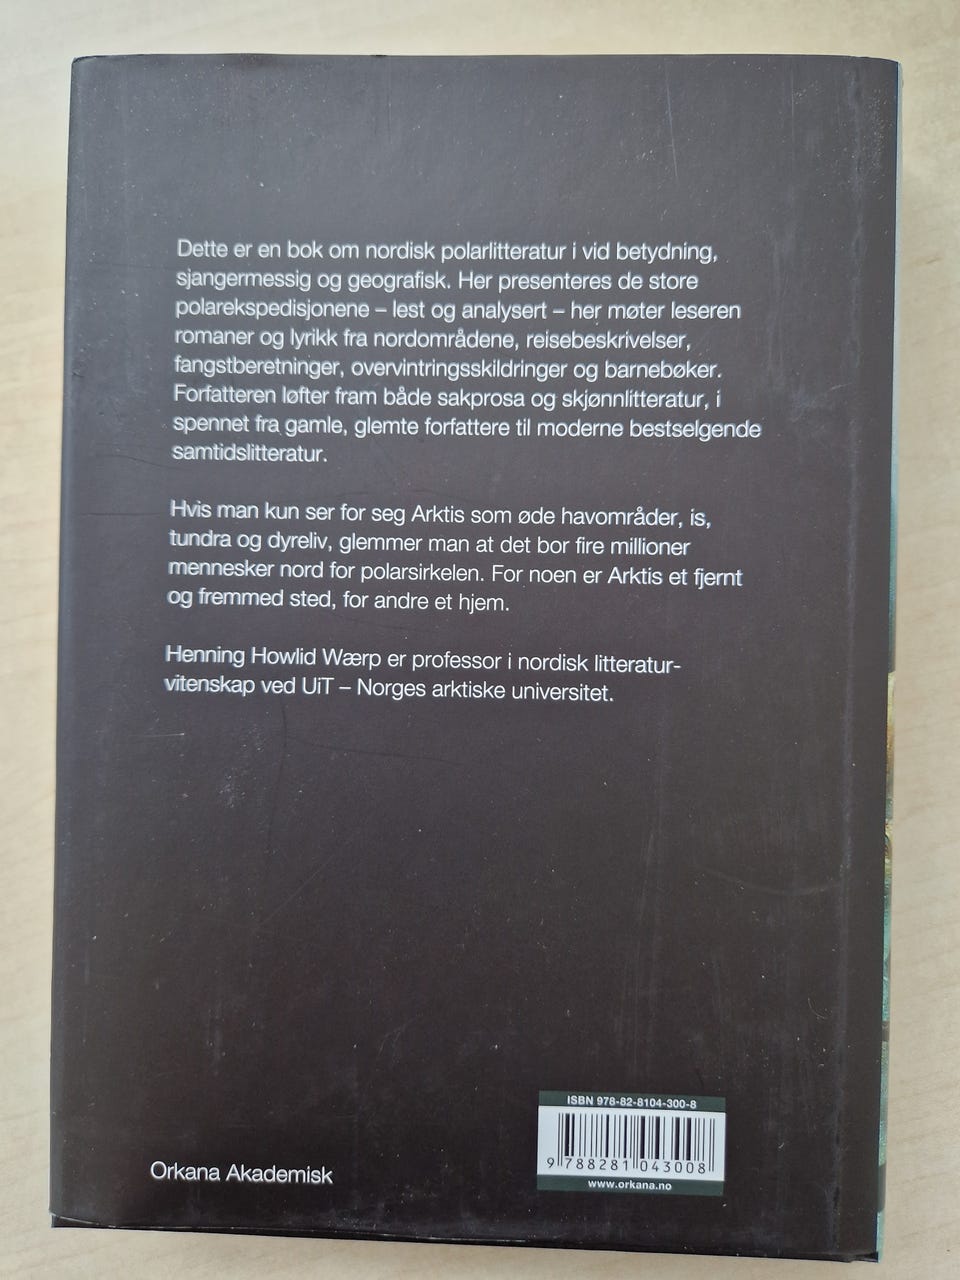 Dette er en bok om nordisk polarlitteratur i vid betydning,
sjangermessig og geografisk. Her presenteres de store
polarekspedisjonene – lest og analysert – her møter leseren
romaner og lyrikk fra nordområdene, reisebeskrivelser,
fangstberetninger, overvintringsskildringer og barnebøker.
Forfatteren løfter fram både sakprosa og skjønnlitteratur, i
spennet fra gamle, glemte forfattere til moderne bestselgende
samtidslitteratur.
Hvis man kun ser for seg Arktis som øde havområder, is,
tundra og dyreliv, glemmer man at det bor fire millioner
mennesker nord for polarsirkelen. For noen er Arktis et fjernt
og fremmed sted, for andre et hjem.
Henning Howlid Wærp er professor i nordisk litteratur-
vitenskap ved UiT – Norges arktiske universitet.
ISBN 978-82-8104-300-8
9 788281 043008
www.orkana.no
Orkana Akademisk